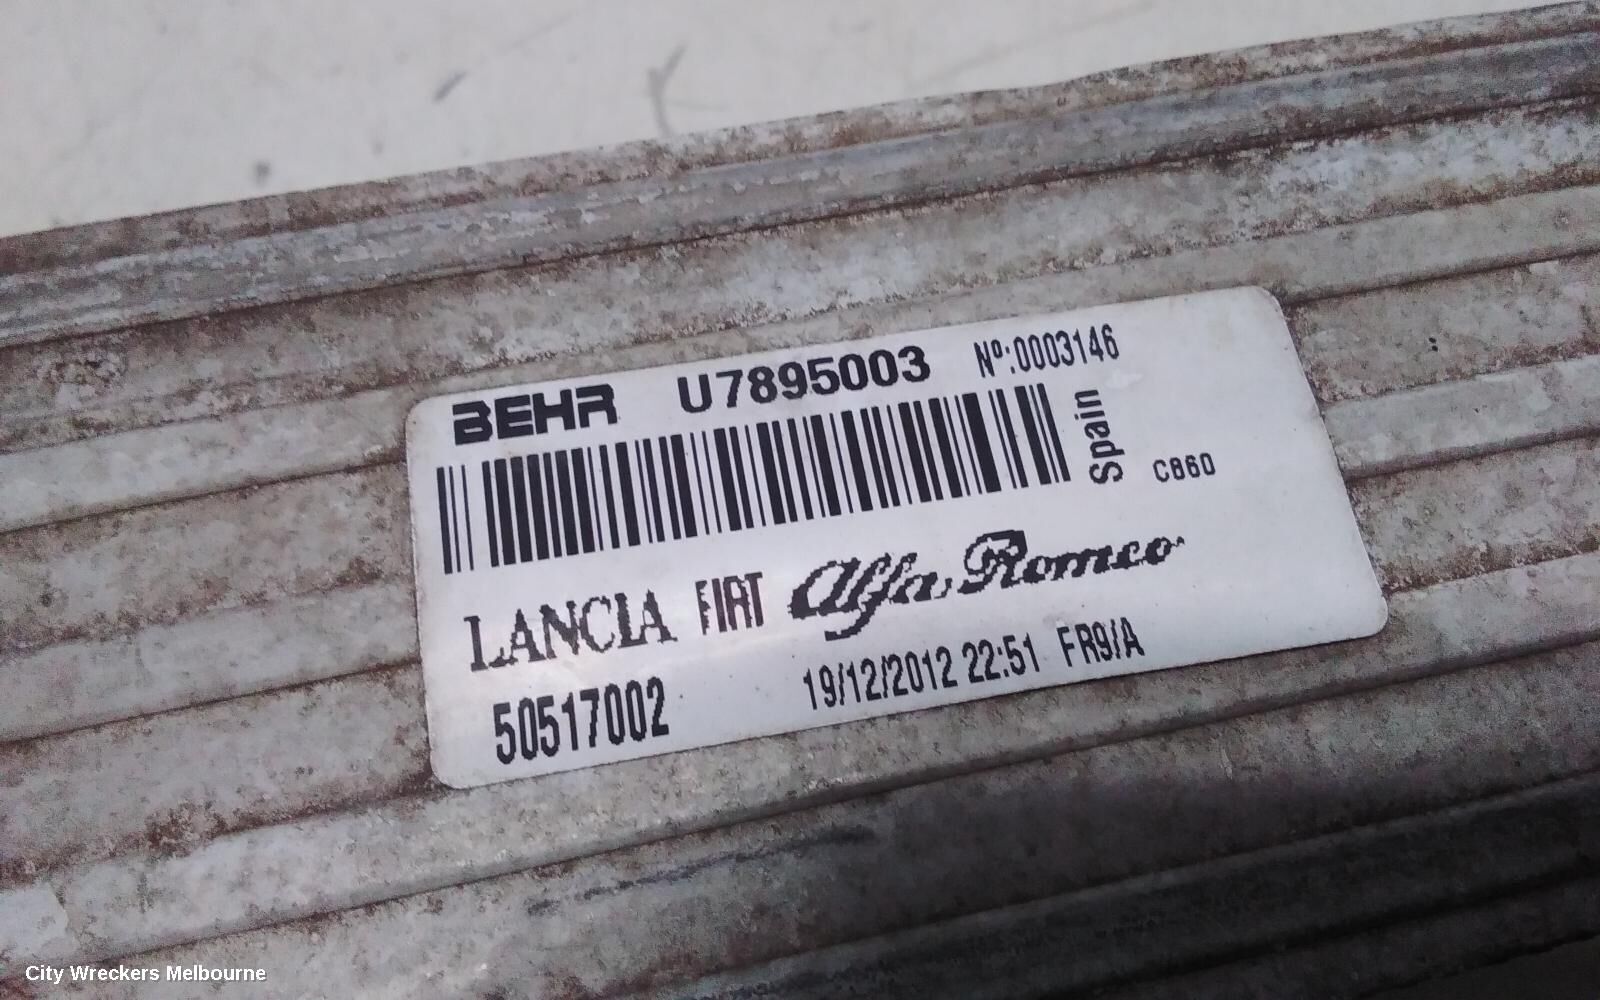 BEHR U7895003 Nº:0003146
Spain
C860
LANCIA FIAT Alfa Romeo
50517002 19/12/2012 22:51 FR9/A
City Wreckers Melbourne